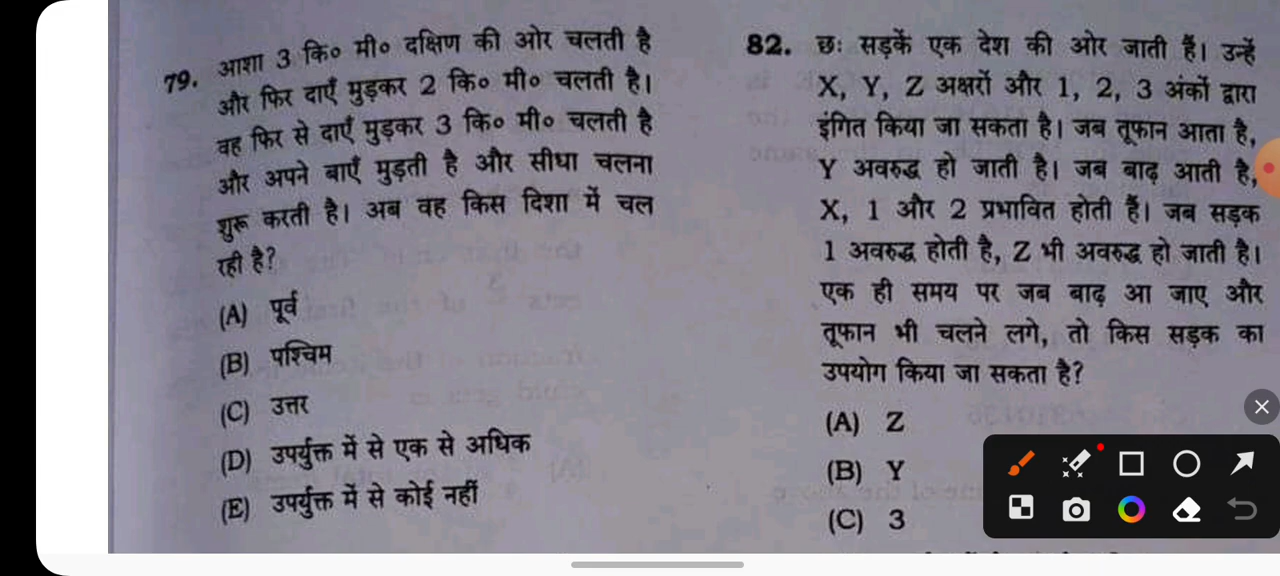 79. आशा 3 कि० मी० दक्षिण की ओर चलती है
और फिर दाएँ मुड़कर 2 कि० मी० चलती है।
वह फिर से दाएँ मुड़कर 3 कि० मी० चलती है
और अपने बाएँ मुड़ती है और सीधा चलना
शुरू करती है। अब वह किस दिशा में चल
रही है?
(A) पूर्व
(B) पश्चिम
(C) उत्तर
(D) उपर्युक्त में से एक से अधिक
(E) उपर्युक्त में से कोई नहीं
82. छः सड़कें एक देश की ओर जाती हैं। उन्हें
X, Y, Z अक्षरों और 1, 2, 3 अंकों द्वारा
इंगित किया जा सकता है। जब तूफान आता है,
Y अवरुद्ध हो जाती है। जब बाढ़ आती है,
X, 1 और 2 प्रभावित होती हैं। जब सड़क
1 अवरुद्ध होती है, Z भी अवरुद्ध हो जाती है।
एक ही समय पर जब बाढ़ आ जाए और
तूफान भी चलने लगे, तो किस सड़क का
उपयोग किया जा सकता है?
(A) Z
(B) Y
(C) 3